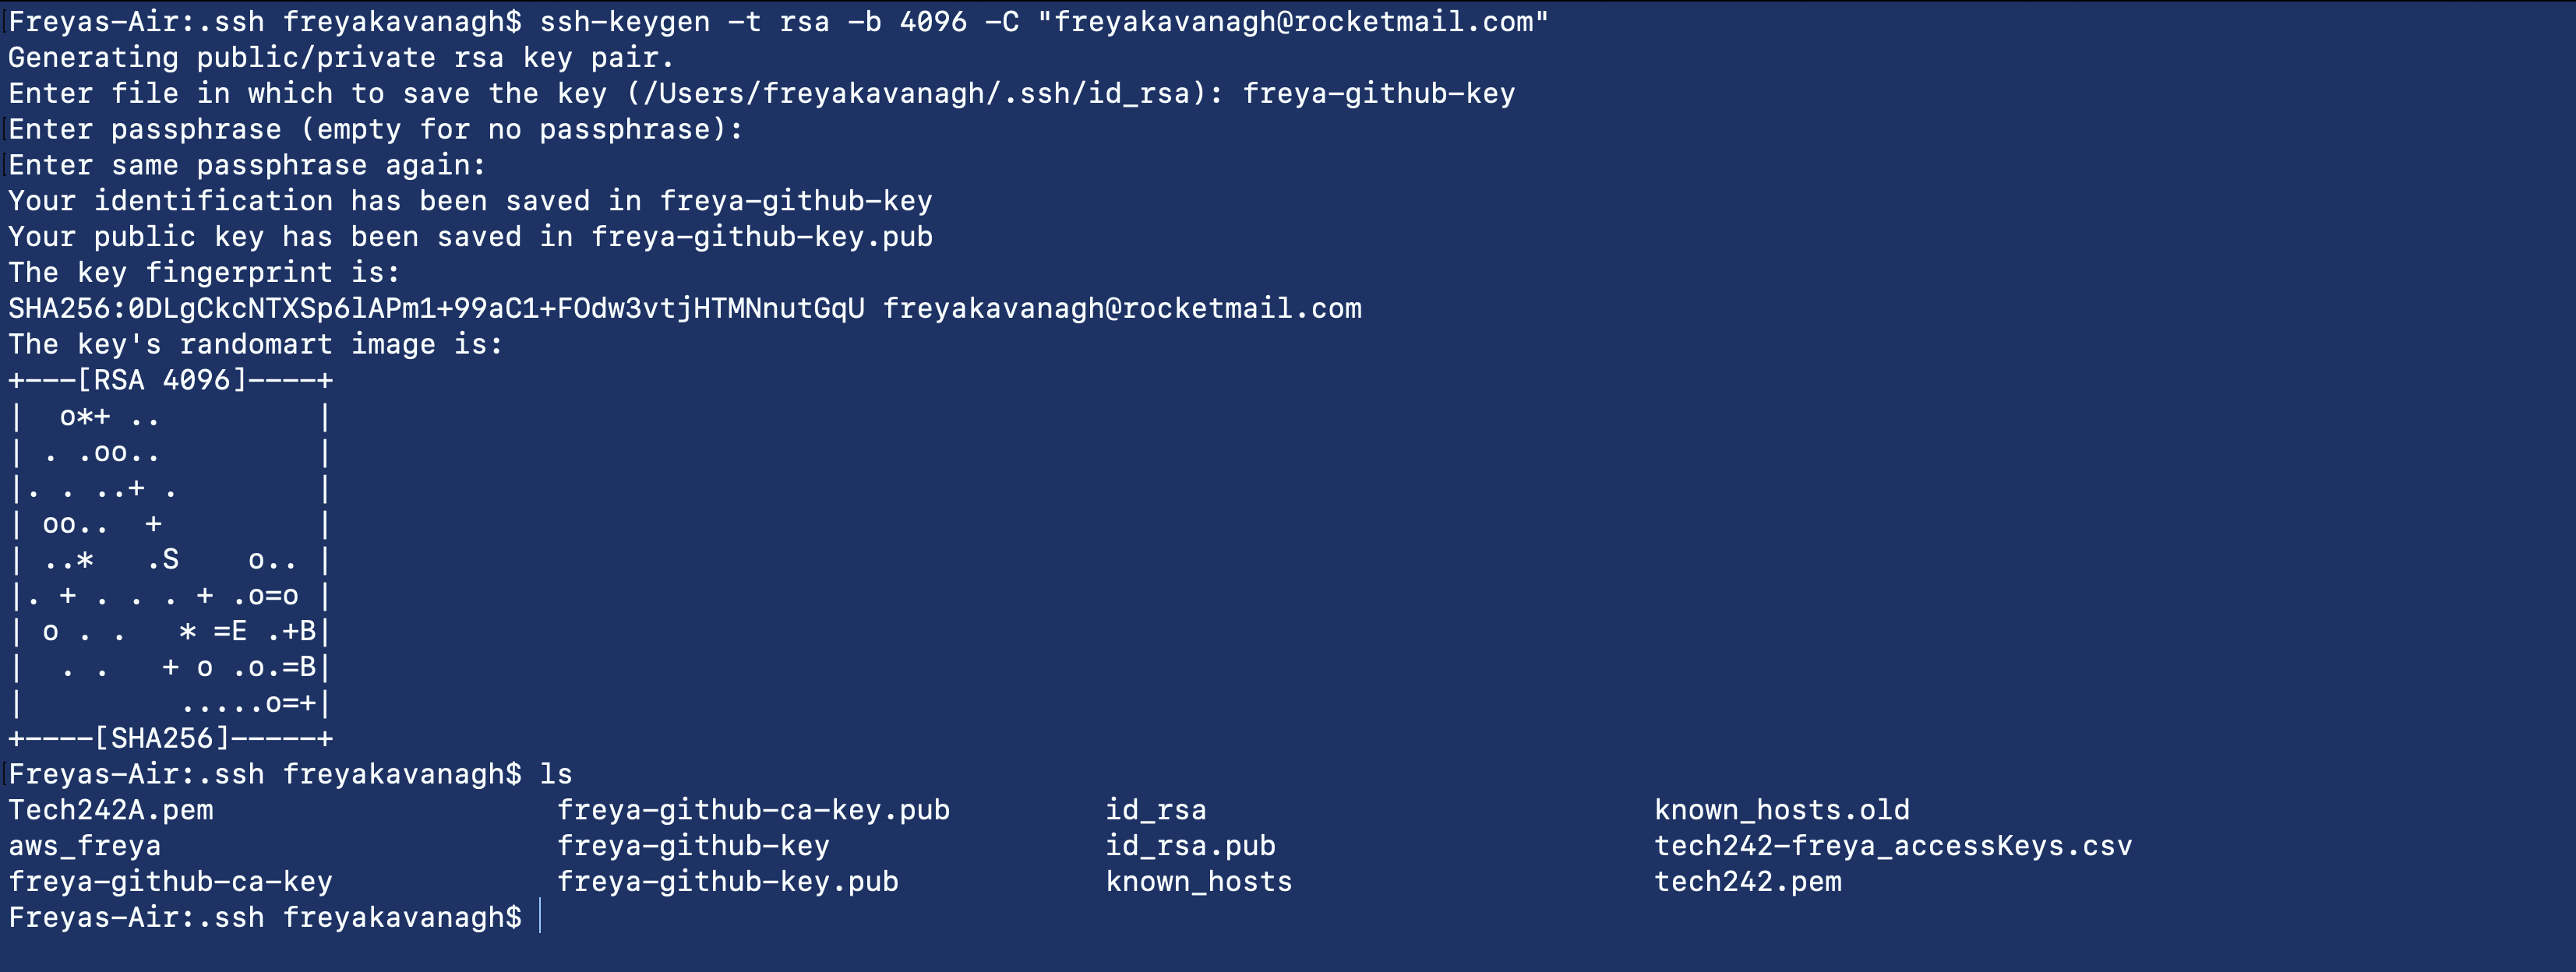 Freyas-Air:.ssh freyakavanagh$ ssh-keygen -t rsa -b 4096 -C "freyakavanagh@rocketmail.com"
Generating public/private rsa key pair.
Enter file in which to save the key (/Users/freyakavanagh/.ssh/id_rsa): freya-github-key
Enter passphrase (empty for no passphrase):
Enter same passphrase again:
Your identification has been saved in freya-github-key
Your public key has been saved in freya-github-key.pub
The key fingerprint is:
SHA256:0DLgCkcNTXSp6lAPm1+99aC1+FOdw3vtjHTMNnutGqU freyakavanagh@rocketmail.com
The key's randomart image is:
+---[RSA 4096]----+
|  o*+ ..         |
| . .oo..         |
|. . ..+ .        |
| oo..  +         |
| ..*   .S    o.. |
|. + . . . + .o=o |
| o . .   * =E .+B|
|  . .   + o .o.=B|
|         .....o=+|
+----[SHA256]-----+
Freyas-Air:.ssh freyakavanagh$ ls
Tech242A.pem                    freya-github-ca-key.pub         id_rsa                          known_hosts.old
aws_freya                       freya-github-key                id_rsa.pub                      tech242-freya_accessKeys.csv
freya-github-ca-key             freya-github-key.pub            known_hosts                     tech242.pem
Freyas-Air:.ssh freyakavanagh$